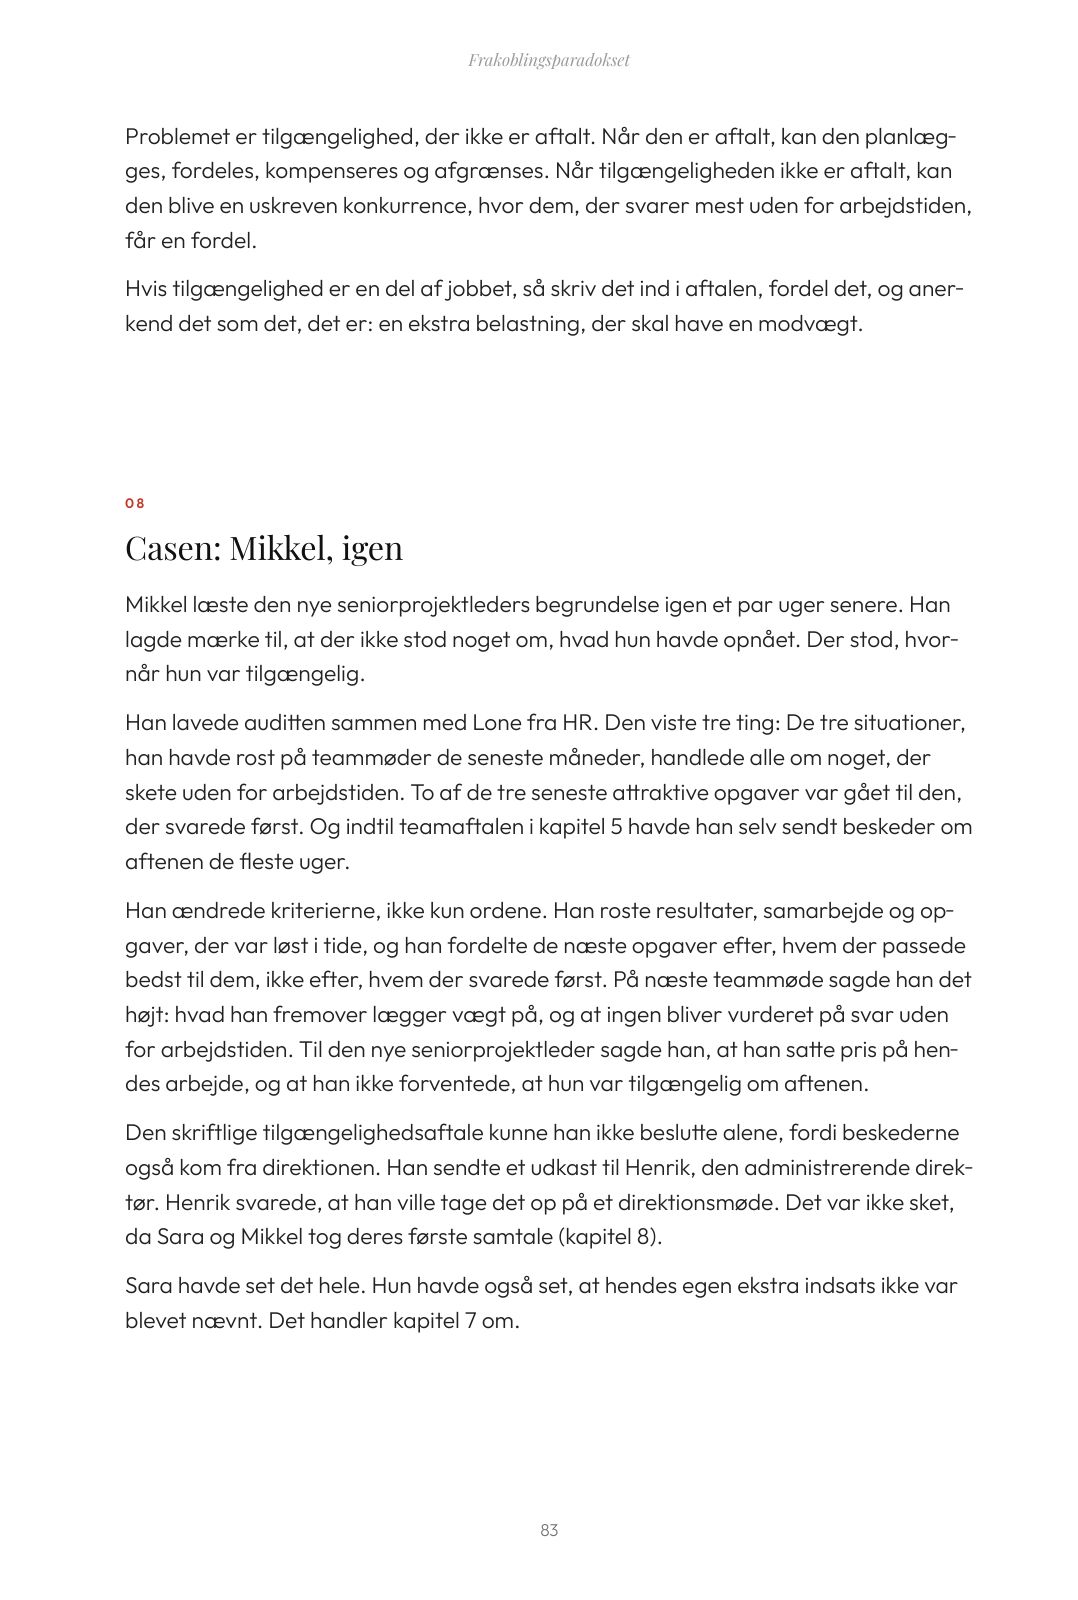 Frakoblingsparadokset
Problemet er tilgængelighed, der ikke er aftalt. Når den er aftalt, kan den planlæg-
ges, fordeles, kompenseres og afgrænses. Når tilgængeligheden ikke er aftalt, kan
den blive en uskreven konkurrence, hvor dem, der svarer mest uden for arbejdstiden,
får en fordel.
Hvis tilgængelighed er en del af jobbet, så skriv det ind i aftalen, fordel det, og aner-
kend det som det, det er: en ekstra belastning, der skal have en modvægt.
08
Casen: Mikkel, igen
Mikkel læste den nye seniorprojektleders begrundelse igen et par uger senere. Han
lagde mærke til, at der ikke stod noget om, hvad hun havde opnået. Der stod, hvor-
når hun var tilgængelig.
Han lavede auditten sammen med Lone fra HR. Den viste tre ting: De tre situationer,
han havde rost på teammøder de seneste måneder, handlede alle om noget, der
skete uden for arbejdstiden. To af de tre seneste attraktive opgaver var gået til den,
der svarede først. Og indtil teamaftalen i kapitel 5 havde han selv sendt beskeder om
aftenen de fleste uger.
Han ændrede kriterierne, ikke kun ordene. Han roste resultater, samarbejde og op-
gaver, der var løst i tide, og han fordelte de næste opgaver efter, hvem der passede
bedst til dem, ikke efter, hvem der svarede først. På næste teammøde sagde han det
højt: hvad han fremover lægger vægt på, og at ingen bliver vurderet på svar uden
for arbejdstiden. Til den nye seniorprojektleder sagde han, at han satte pris på hen-
des arbejde, og at han ikke forventede, at hun var tilgængelig om aftenen.
Den skriftlige tilgængelighedsaftale kunne han ikke beslutte alene, fordi beskederne
også kom fra direktionen. Han sendte et udkast til Henrik, den administrerende direk-
tør. Henrik svarede, at han ville tage det op på et direktionsmøde. Det var ikke sket,
da Sara og Mikkel tog deres første samtale (kapitel 8).
Sara havde set det hele. Hun havde også set, at hendes egen ekstra indsats ikke var
blevet nævnt. Det handler kapitel 7 om.
83